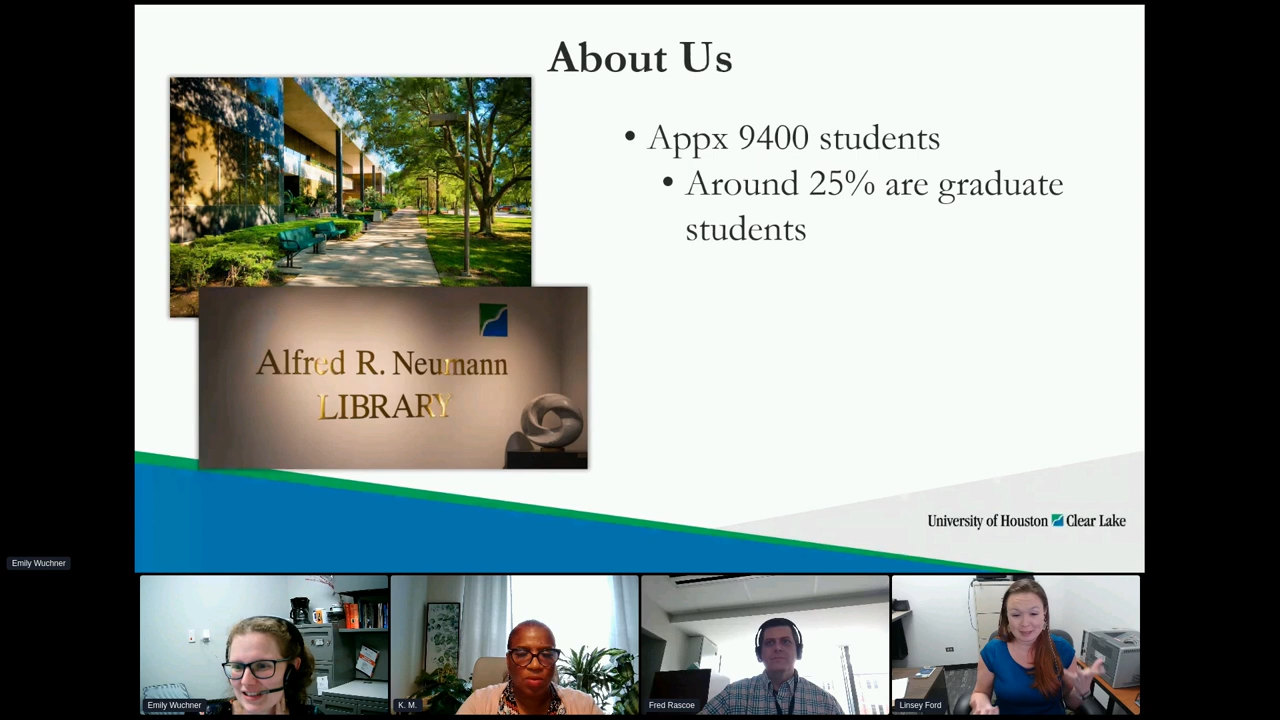 About Us
• Appx 9400 students
• Around 25% are graduate
students
Alfred R. Neumann
LIBRARY
University of Houston Clear Lake
Emily Wuchner
Emily Wuchner
K. M.
Fred Rascoe
Linsey Ford